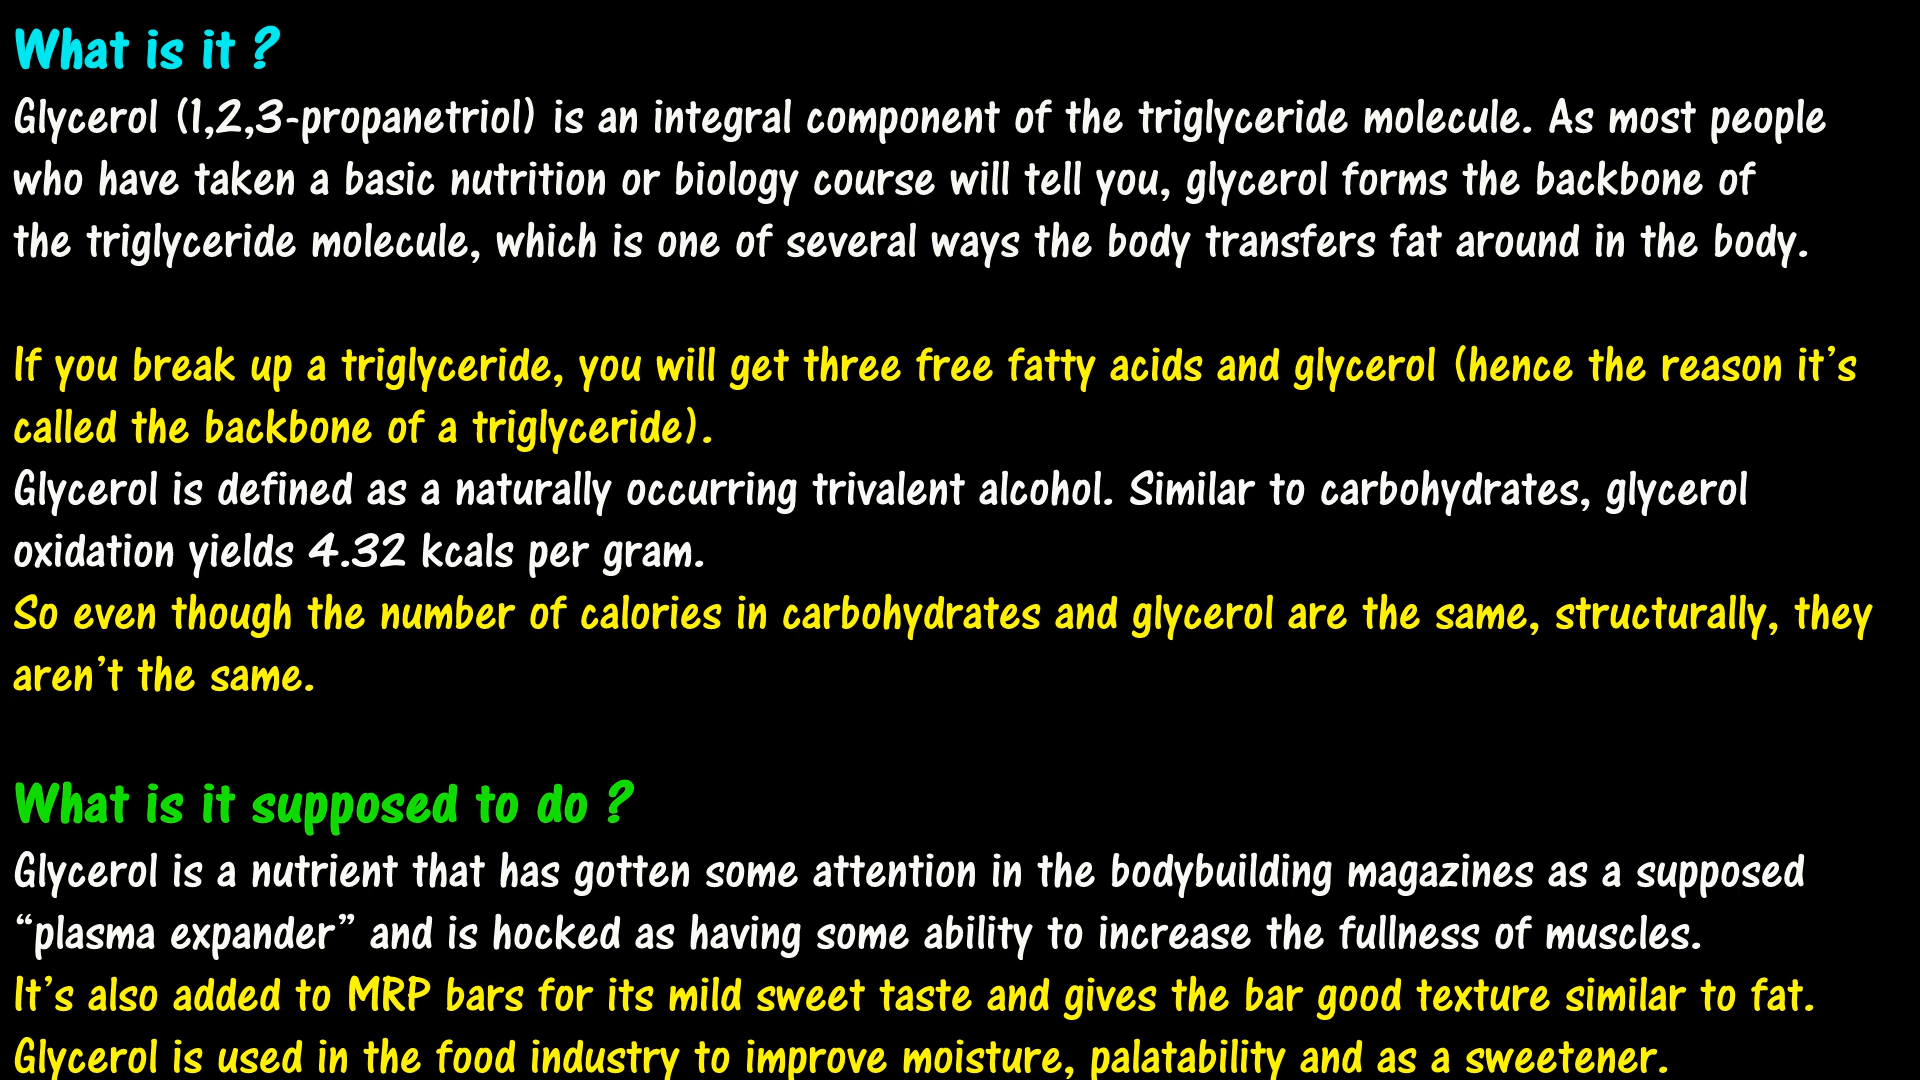 What is it ?
Glycerol (1,2,3-propanetriol) is an integral component of the triglyceride molecule. As most people
who have taken a basic nutrition or biology course will tell you, glycerol forms the backbone of
the triglyceride molecule, which is one of several ways the body transfers fat around in the body.
If you break up a triglyceride, you will get three free fatty acids and glycerol (hence the reason it’s
called the backbone of a triglyceride).
Glycerol is defined as a naturally occurring trivalent alcohol. Similar to carbohydrates, glycerol
oxidation yields 4.32 kcals per gram.
So even though the number of calories in carbohydrates and glycerol are the same, structurally, they
aren’t the same.
What is it supposed to do ?
Glycerol is a nutrient that has gotten some attention in the bodybuilding magazines as a supposed
“plasma expander” and is hocked as having some ability to increase the fullness of muscles.
It’s also added to MRP bars for its mild sweet taste and gives the bar good texture similar to fat.
Glycerol is used in the food industry to improve moisture, palatability and as a sweetener.